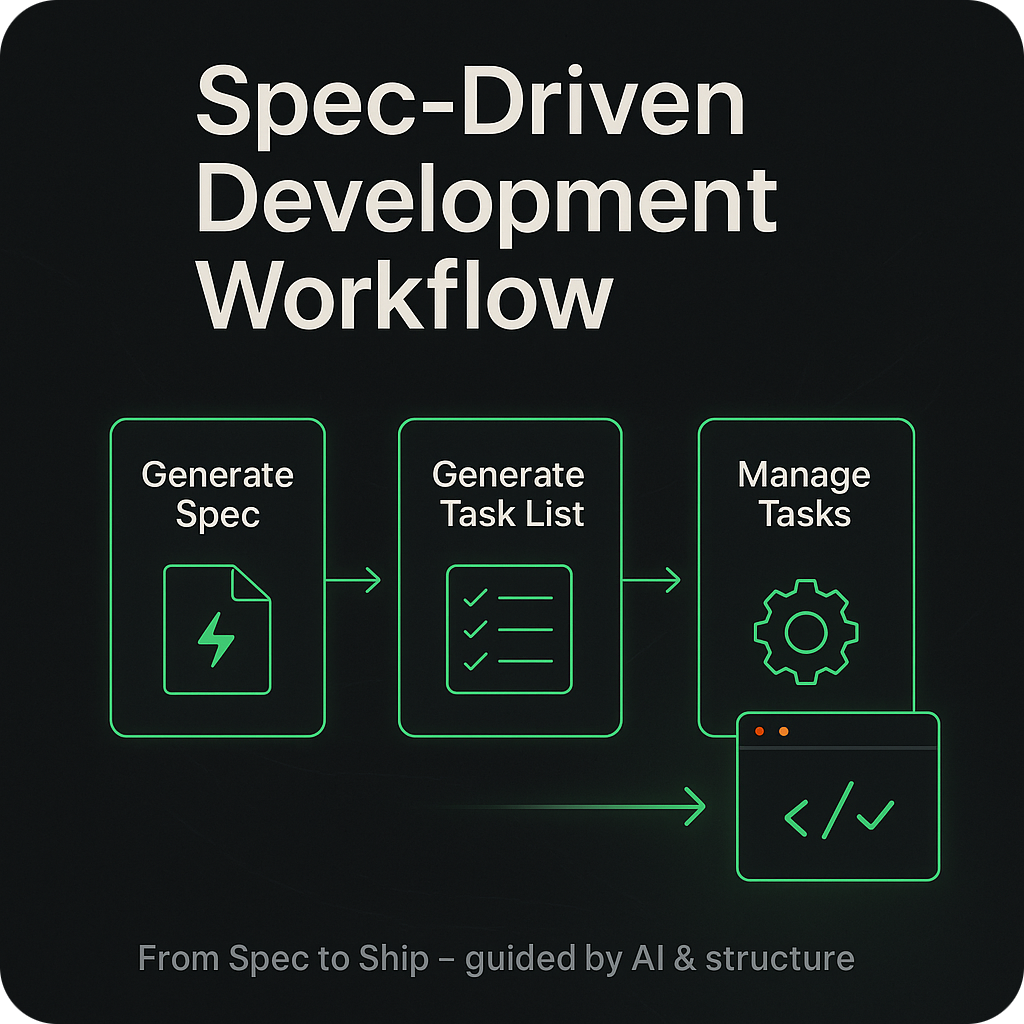 Spec-Driven
Development
Workflow
Generate
Spec
Generate
Task List
Manage
Tasks
</✓
From Spec to Ship – guided by AI & structure